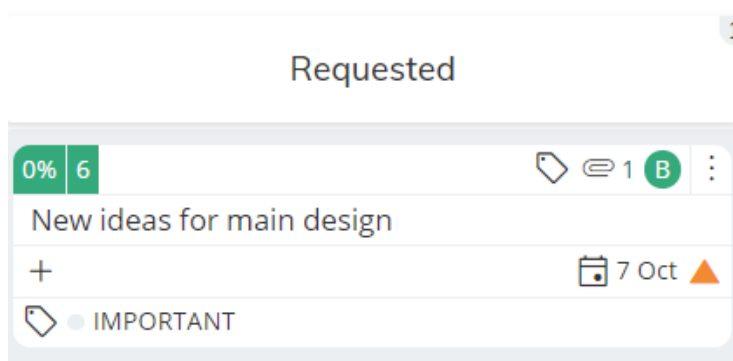 Requested
0% 6 1 B
New ideas for main design
+ 7 Oct
IMPORTANT